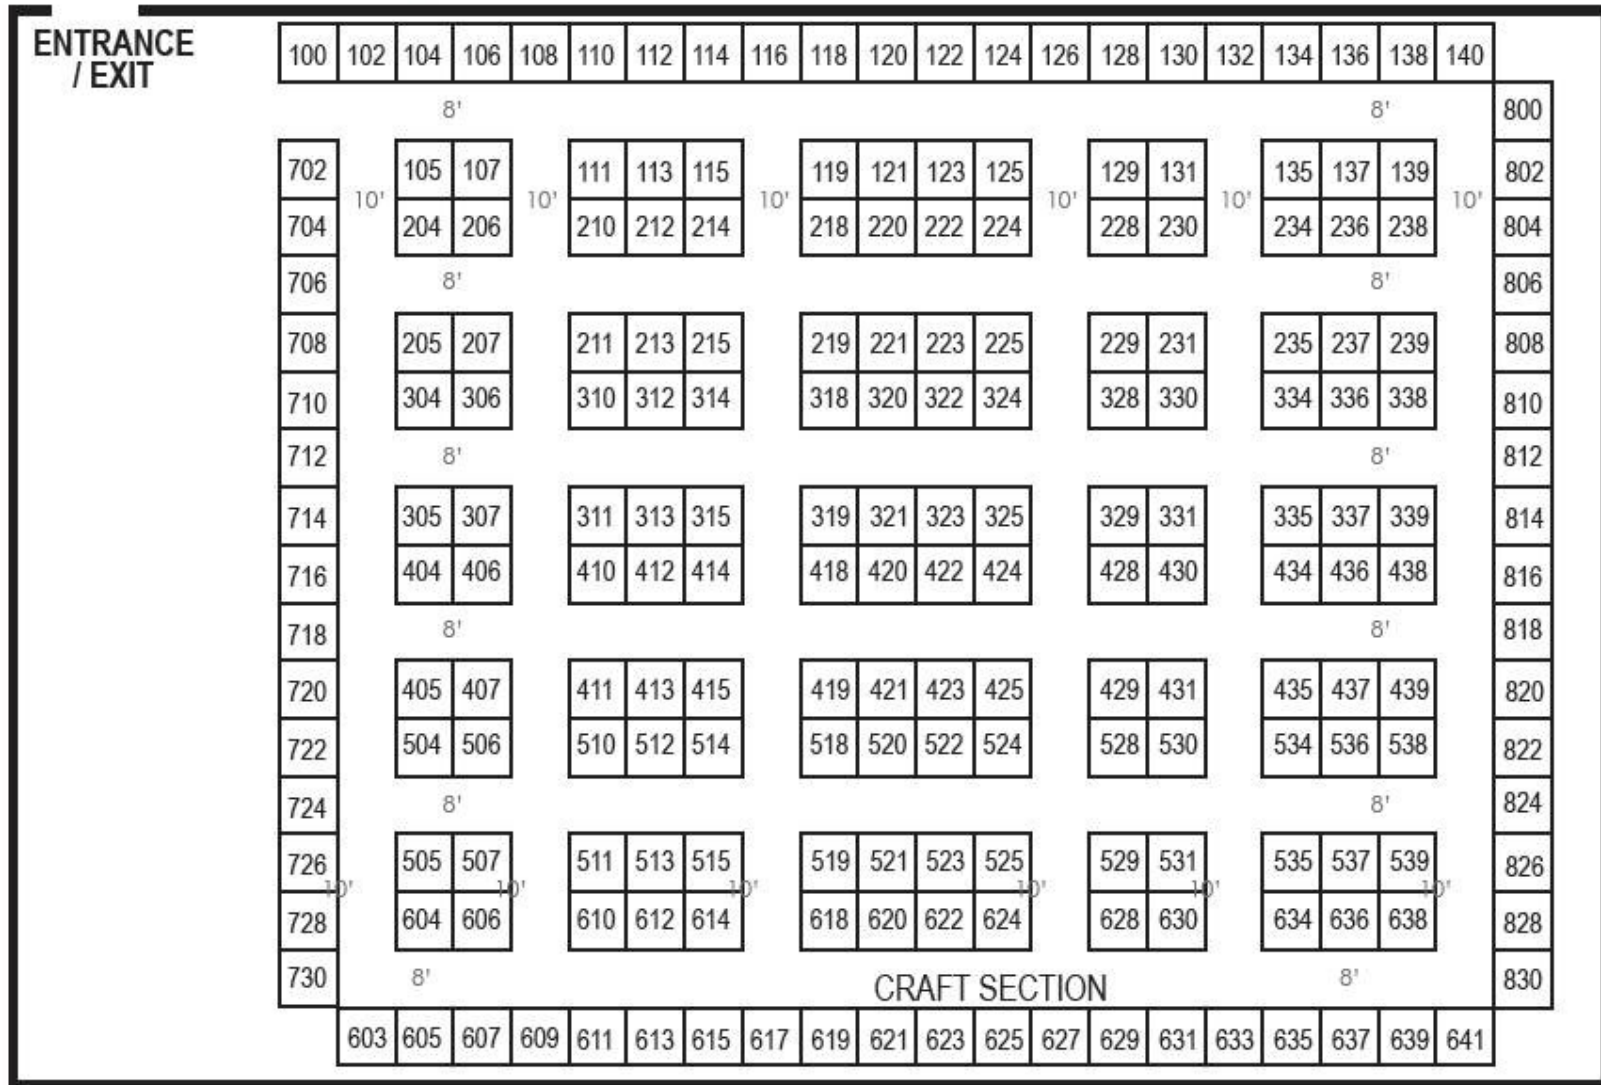 ENTRANCE
/ EXIT
100 102 104 106 108 110 112 114 116 118 120 122 124 126 128 130 132 134 136 138 140
8' 8' 800
702 105 107 111 113 115 119 121 123 125 129 131 135 137 139 802
10' 10' 10' 10' 10' 10'
704 204 206 210 212 214 218 220 222 224 228 230 234 236 238 804
706 8' 8' 806
708 205 207 211 213 215 219 221 223 225 229 231 235 237 239 808
710 304 306 310 312 314 318 320 322 324 328 330 334 336 338 810
712 8' 8' 812
714 305 307 311 313 315 319 321 323 325 329 331 335 337 339 814
716 404 406 410 412 414 418 420 422 424 428 430 434 436 438 816
718 8' 8' 818
720 405 407 411 413 415 419 421 423 425 429 431 435 437 439 820
722 504 506 510 512 514 518 520 522 524 528 530 534 536 538 822
724 8' 8' 824
726 505 507 511 513 515 519 521 523 525 529 531 535 537 539 826
10' 10' 10' 10' 10' 10'
728 604 606 610 612 614 618 620 622 624 628 630 634 636 638 828
730 8' CRAFT SECTION 8' 830
603 605 607 609 611 613 615 617 619 621 623 625 627 629 631 633 635 637 639 641